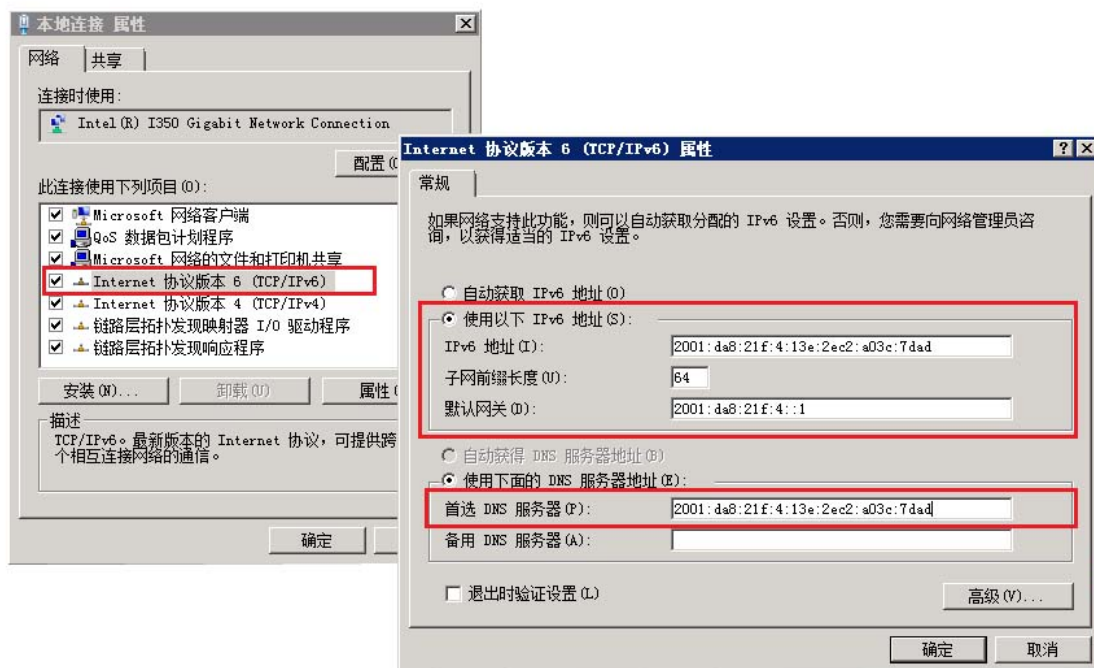 本地连接 属性
网络
共享
连接时使用:
Intel(R) I350 Gigabit Network Connection
配置(C
此连接使用下列项目(O):
Microsoft 网络客户端
QoS 数据包计划程序
Microsoft 网络的文件和打印机共享
Internet 协议版本 6 (TCP/IPv6)
Internet 协议版本 4 (TCP/IPv4)
链路层拓扑发现映射器 I/O 驱动程序
链路层拓扑发现响应程序
安装(N)...
卸载(U)
属性(
描述
TCP/IPv6。最新版本的 Internet 协议，可提供跨
个相互连接网络的通信。
确定
Internet 协议版本 6 (TCP/IPv6) 属性
常规
如果网络支持此功能，则可以自动获取分配的 IPv6 设置。否则，您需要向网络管理员咨
询，以获得适当的 IPv6 设置。
自动获取 IPv6 地址(O)
使用以下 IPv6 地址(S):
IPv6 地址(I):
2001:da8:21f:4:13e:2ec2:a03c:7dad
子网前缀长度(U):
64
默认网关(D):
2001:da8:21f:4::1
自动获得 DNS 服务器地址(B)
使用下面的 DNS 服务器地址(E):
首选 DNS 服务器(P):
2001:da8:21f:4:13e:2ec2:a03c:7dad
备用 DNS 服务器(A):
退出时验证设置(L)
高级(V)...
确定
取消